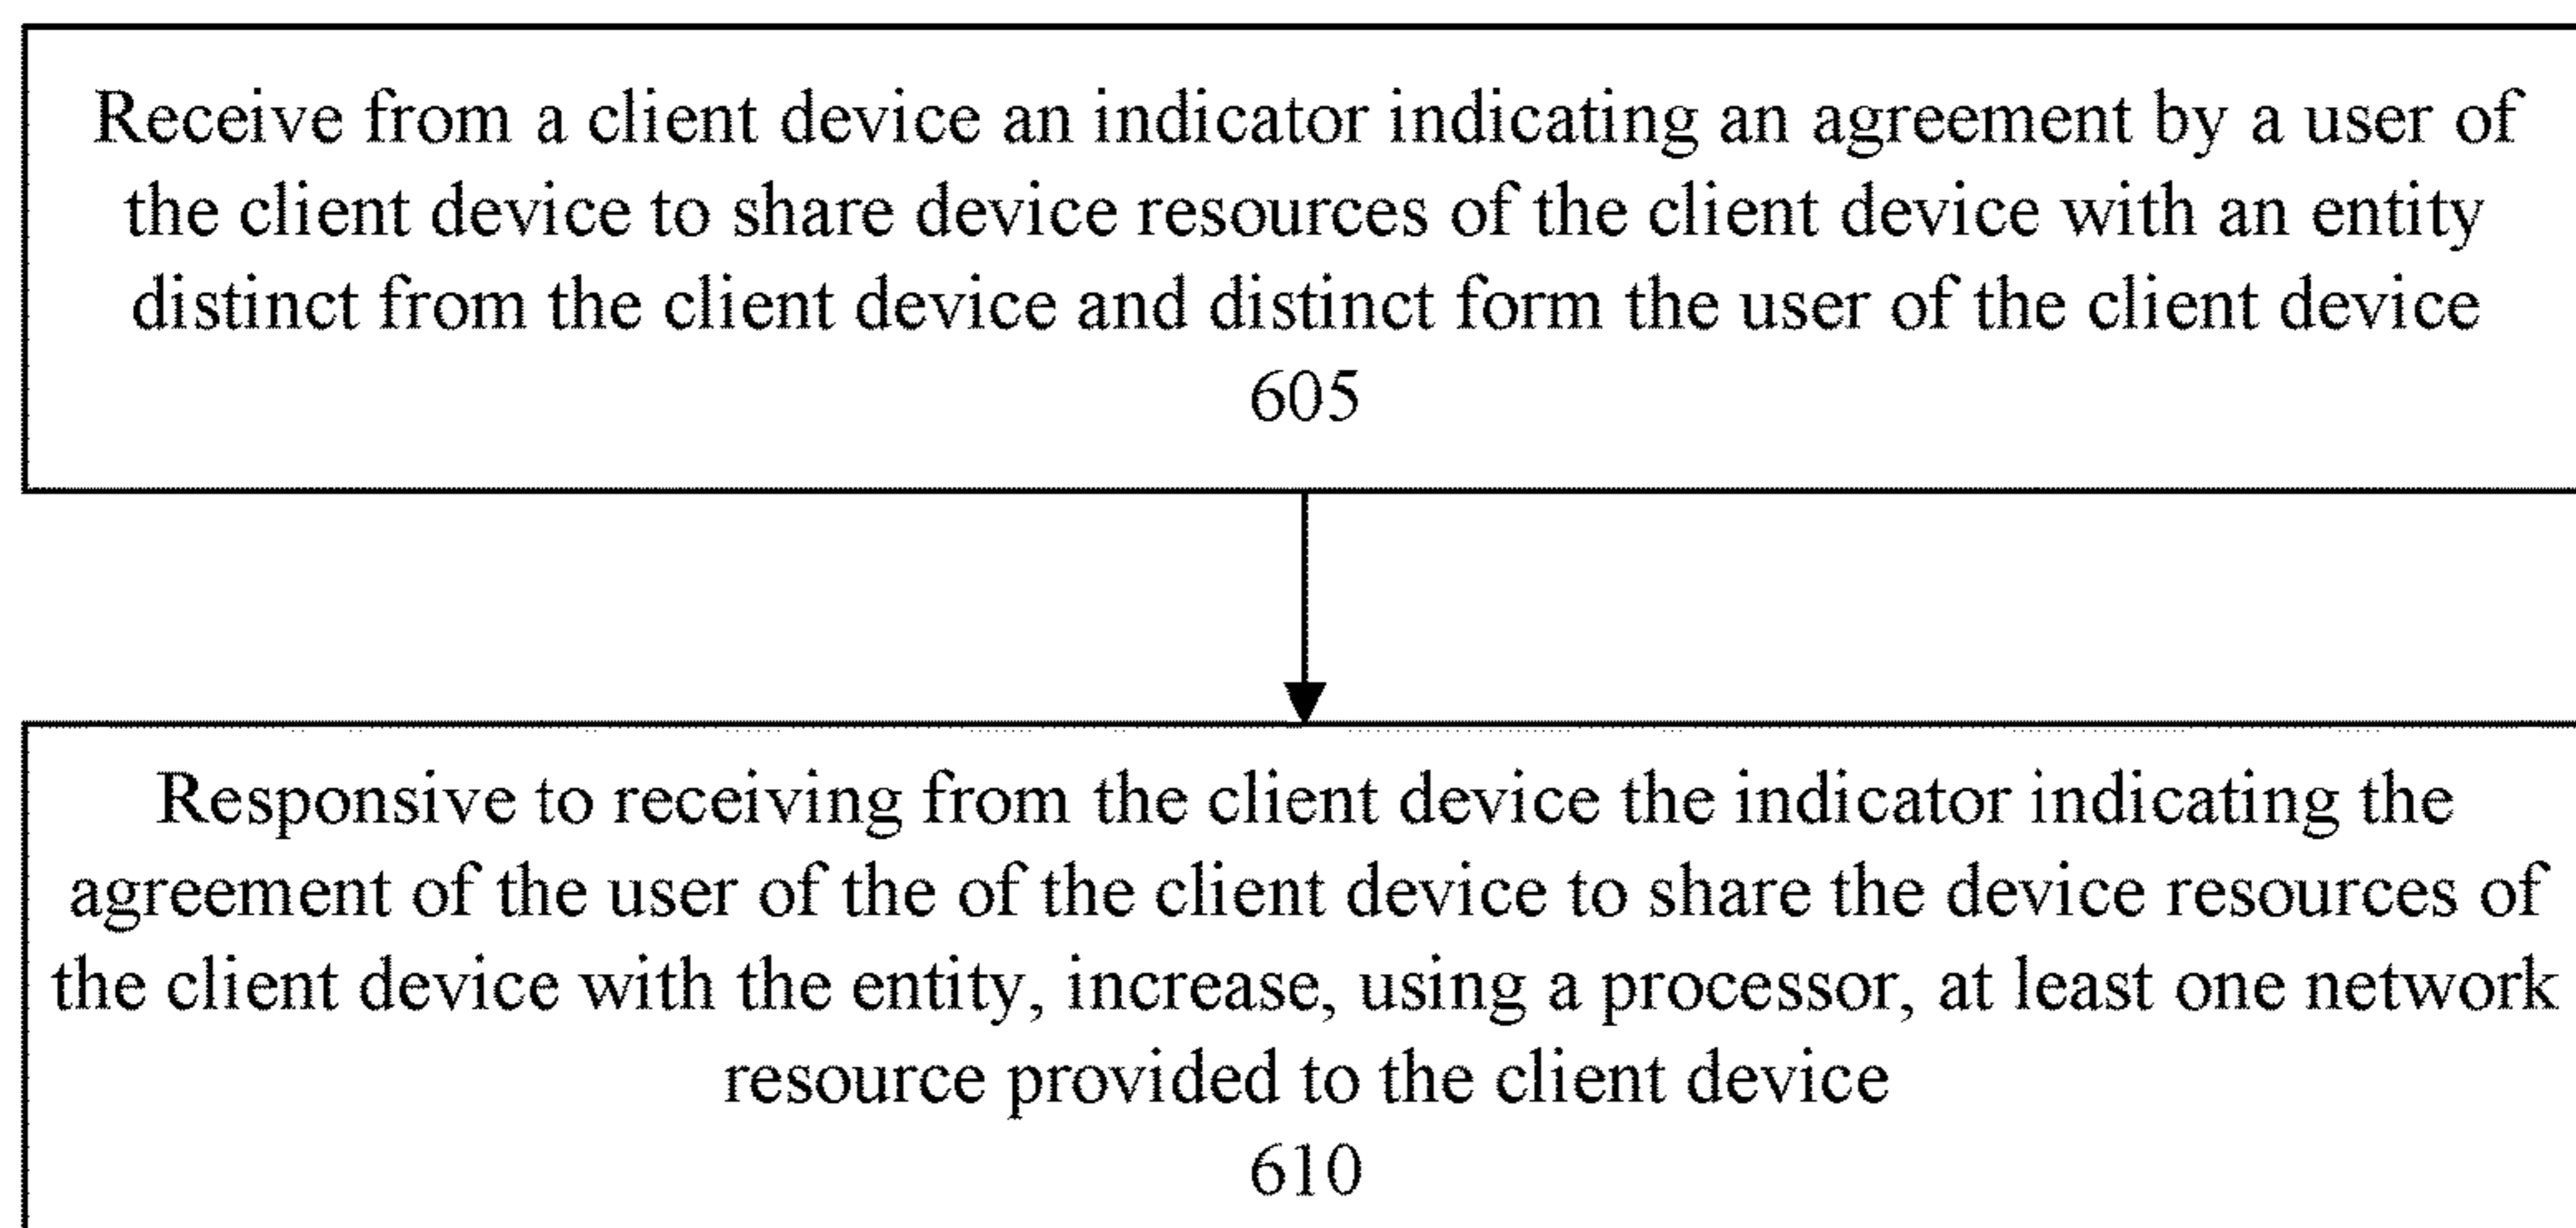 Receive from a client device an indicator indicating an agreement by a user of
the client device to share device resources of the client device with an entity
distinct from the client device and distinct form the user of the client device
605
Responsive to receiving from the client device the indicator indicating the
agreement of the user of the of the client device to share the device resources of
the client device with the entity, increase, using a processor, at least one network
resource provided to the client device
610